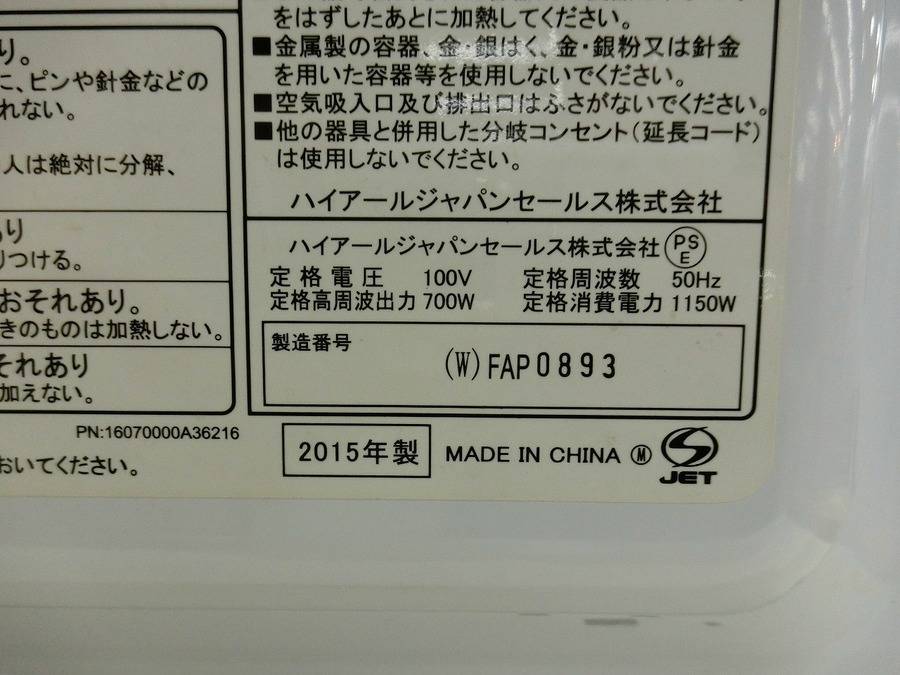 り。
に、ピンや針金などの
れない。
人は絶対に分解、
あり
りつける。
おそれあり。
きのものは加熱しない。
それあり
加えない。
PN:16070000A36216
おいてください。
をはずしたあとに加熱してください。
■金属製の容器、金・銀はく、金・銀粉又は針金
を用いた容器等を使用しないでください。
■空気吸入口及び排出口はふさがないでください。
■他の器具と併用した分岐コンセント(延長コード)
は使用しないでください。
ハイアールジャパンセールス株式会社
ハイアールジャパンセールス株式会社 PSE
定格電圧 100V 定格周波数 50Hz
定格高周波出力 700W 定格消費電力 1150W
製造番号
(W) FAP0893
2015年製 MADE IN CHINA Ⓜ
JET